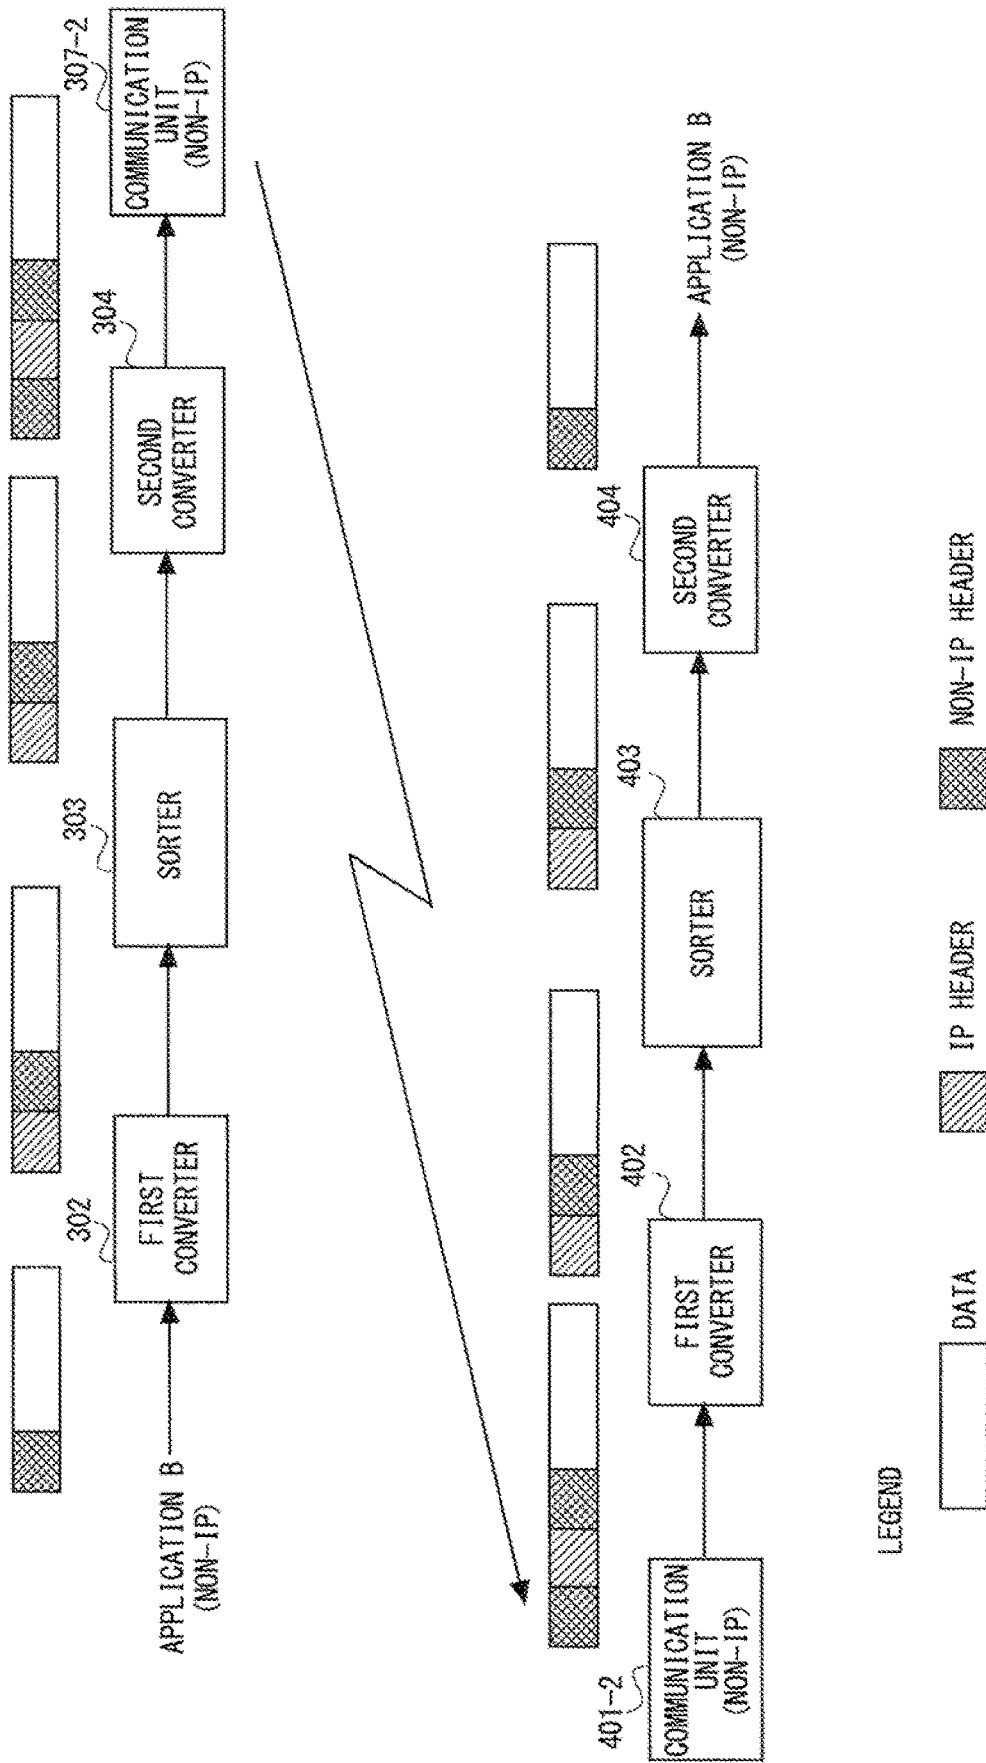 APPLICATION B
(NON-IP)
302
FIRST
CONVERTER
303
SORTER
304
SECOND
CONVERTER
307-2
COMMUNICATION
UNIT
(NON-IP)
401-2
COMMUNICATION
UNIT
(NON-IP)
402
FIRST
CONVERTER
403
SORTER
404
SECOND
CONVERTER
APPLICATION B
(NON-IP)
LEGEND
DATA
IP HEADER
NON-IP HEADER